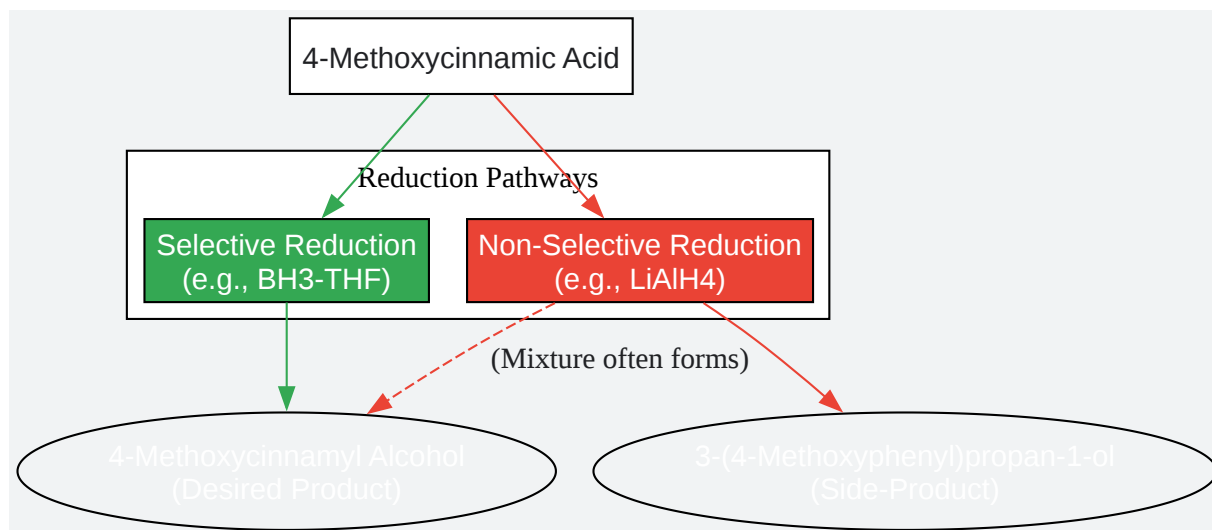 4-Methoxycinnamic Acid
Reduction Pathways
Selective Reduction
(e.g., BH3-THF)
Non-Selective Reduction
(e.g., LiAlH4)
(Mixture often forms)
4-Methoxycinnamyl Alcohol
(Desired Product)
3-(4-Methoxyphenyl)propan-1-ol
(Side-Product)